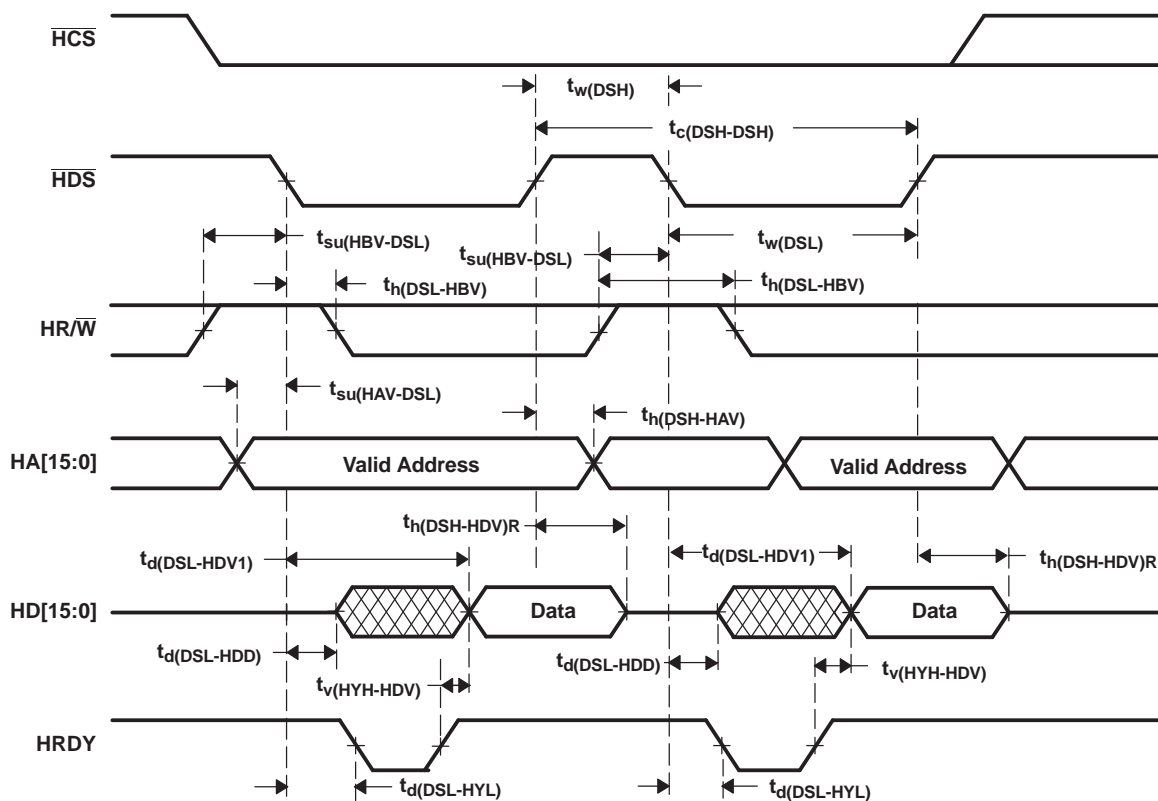 H̅C̅S̅
tw(DSH)
tc(DSH-DSH)
H̅D̅S̅
tsu(HBV-DSL)
tsu(HBV-DSL)
tw(DSL)
th(DSL-HBV)
th(DSL-HBV)
HR/W̅
tsu(HAV-DSL)
th(DSH-HAV)
HA[15:0] Valid Address Valid Address
th(DSH-HDV)R
td(DSL-HDV1) td(DSL-HDV1) th(DSH-HDV)R
HD[15:0] Data Data
td(DSL-HDD) td(DSL-HDD)
tv(HYH-HDV) tv(HYH-HDV)
HRDY
td(DSL-HYL) td(DSL-HYL)